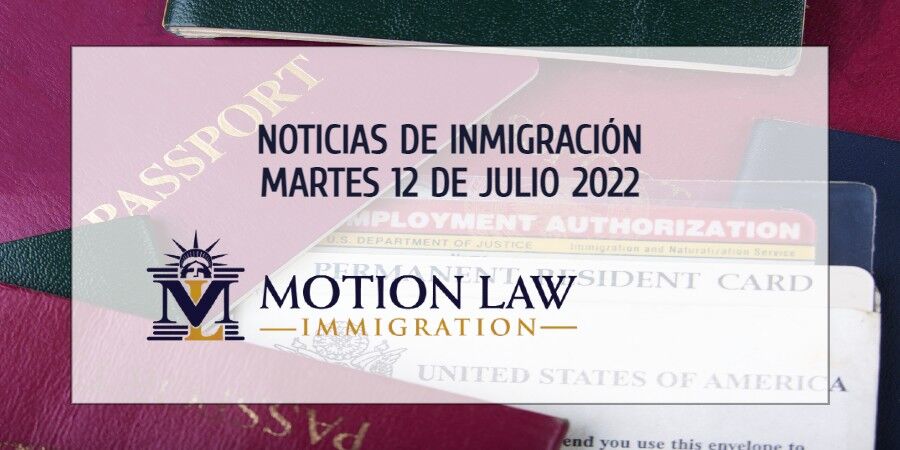 PASSPORT
NOTICIAS DE INMIGRACIÓN
MARTES 12 DE JULIO 2022
EMPLOYMENT AUTHORIZATION
U.S. DEPARTMENT OF JUSTICE Immigration and Naturalization Service
PERMANENT RESIDENT CARD
ML
MOTION LAW
IMMIGRATION
UNITED STATES OF AMERICA
end you use this envelope to